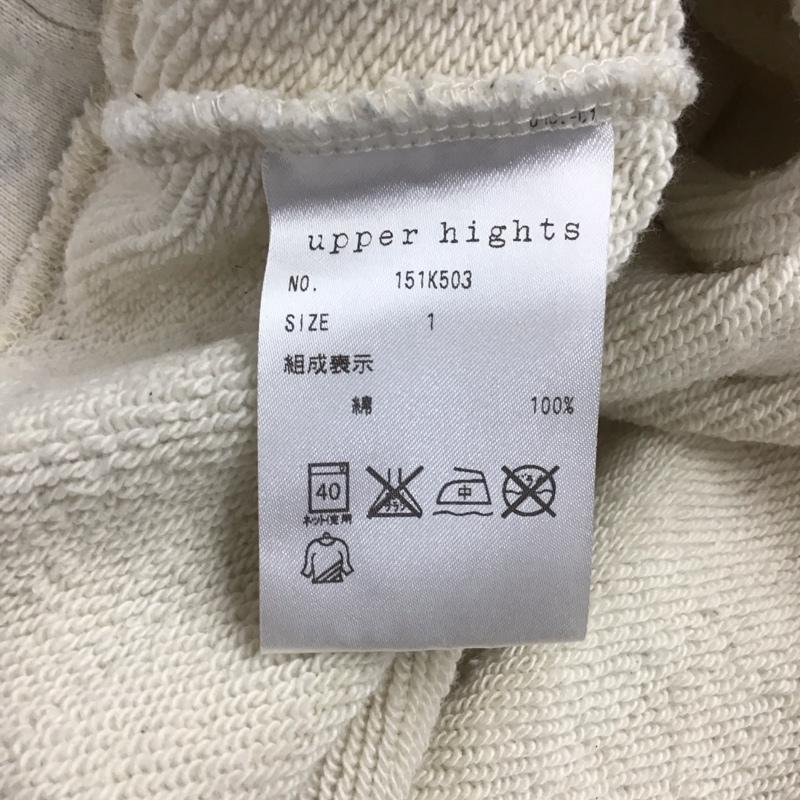 upper hights
NO. 151K503
SIZE 1
組成表示
綿 100%
40 中
ネット使用